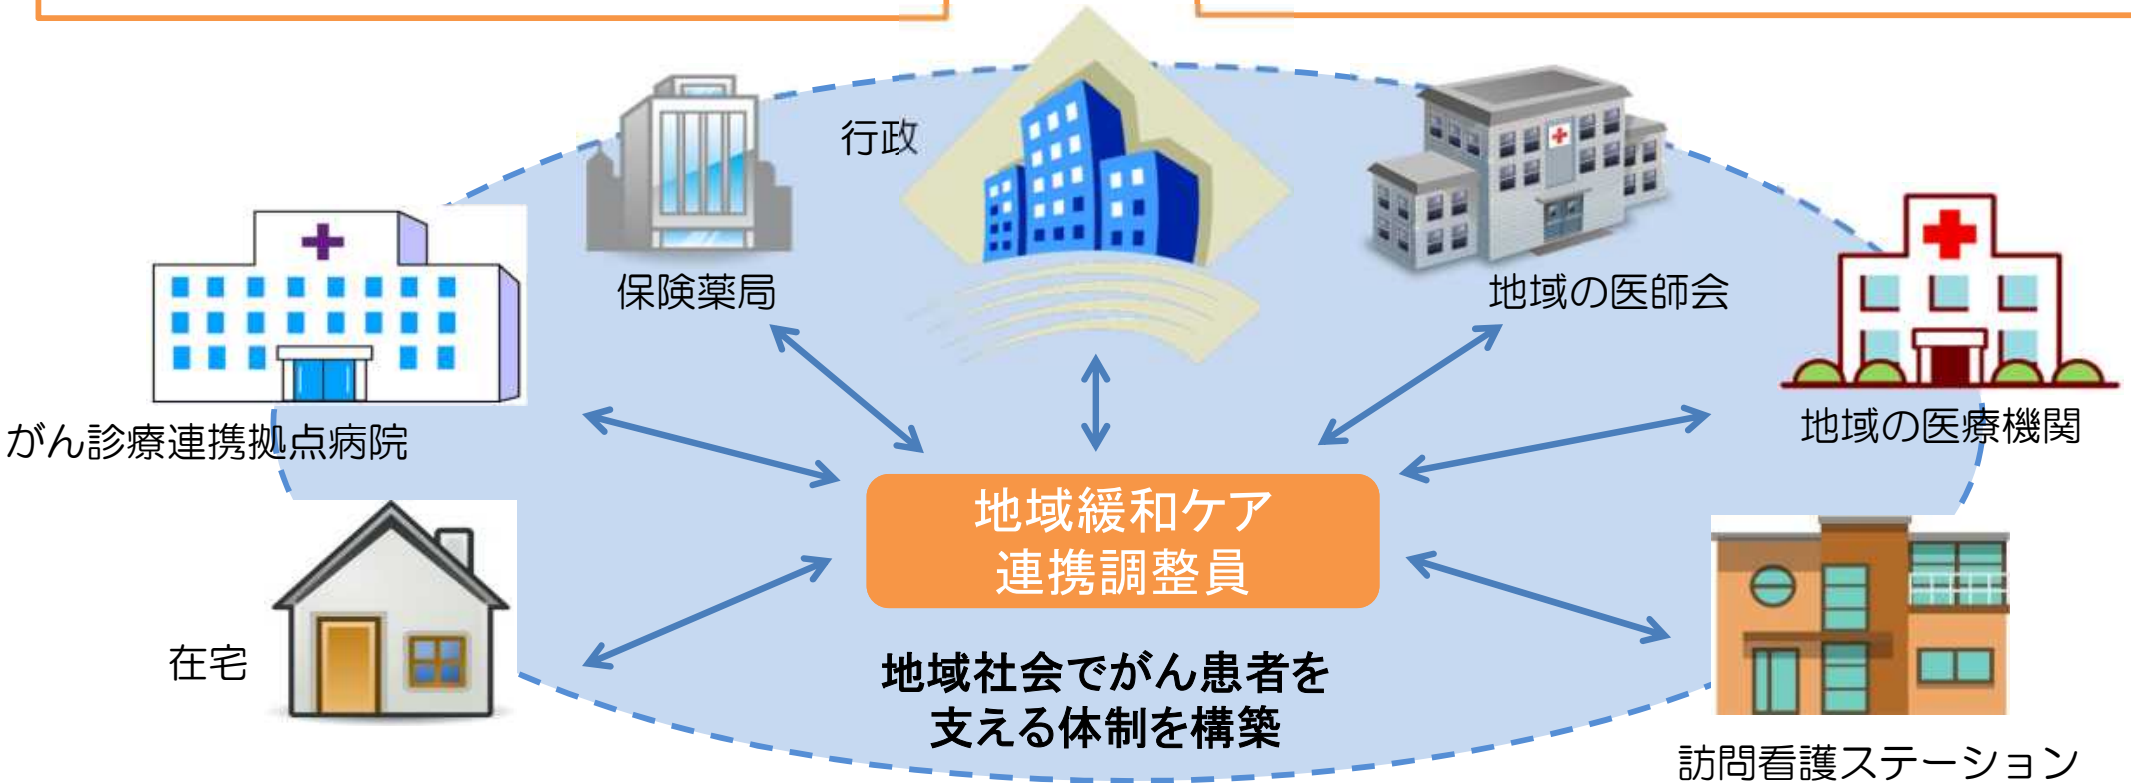 行政
保険薬局
地域の医師会
がん診療連携拠点病院
地域の医療機関
地域緩和ケア
連携調整員
在宅
地域社会でがん患者を
支える体制を構築
訪問看護ステーション